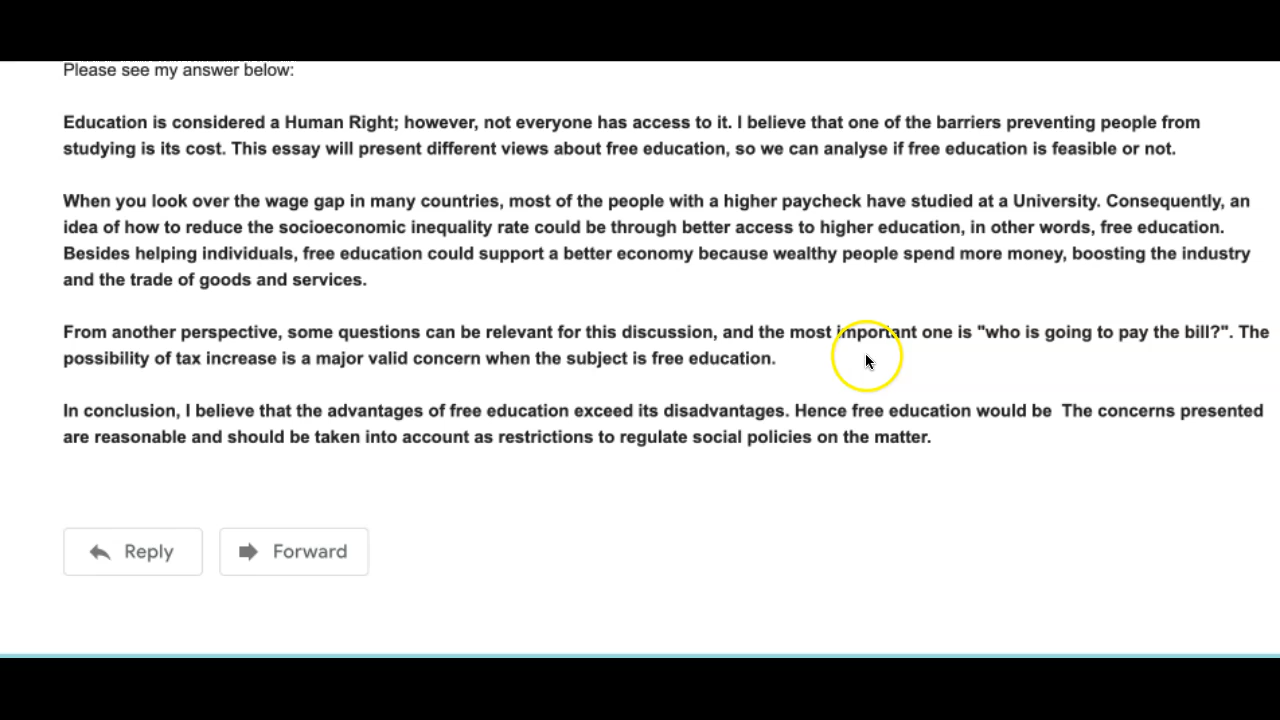 Please see my answer below:
Education is considered a Human Right; however, not everyone has access to it. I believe that one of the barriers preventing people from
studying is its cost. This essay will present different views about free education, so we can analyse if free education is feasible or not.
When you look over the wage gap in many countries, most of the people with a higher paycheck have studied at a University. Consequently, an
idea of how to reduce the socioeconomic inequality rate could be through better access to higher education, in other words, free education.
Besides helping individuals, free education could support a better economy because wealthy people spend more money, boosting the industry
and the trade of goods and services.
From another perspective, some questions can be relevant for this discussion, and the most important one is "who is going to pay the bill?". The
possibility of tax increase is a major valid concern when the subject is free education.
In conclusion, I believe that the advantages of free education exceed its disadvantages. Hence free education would be  The concerns presented
are reasonable and should be taken into account as restrictions to regulate social policies on the matter.
Reply Forward